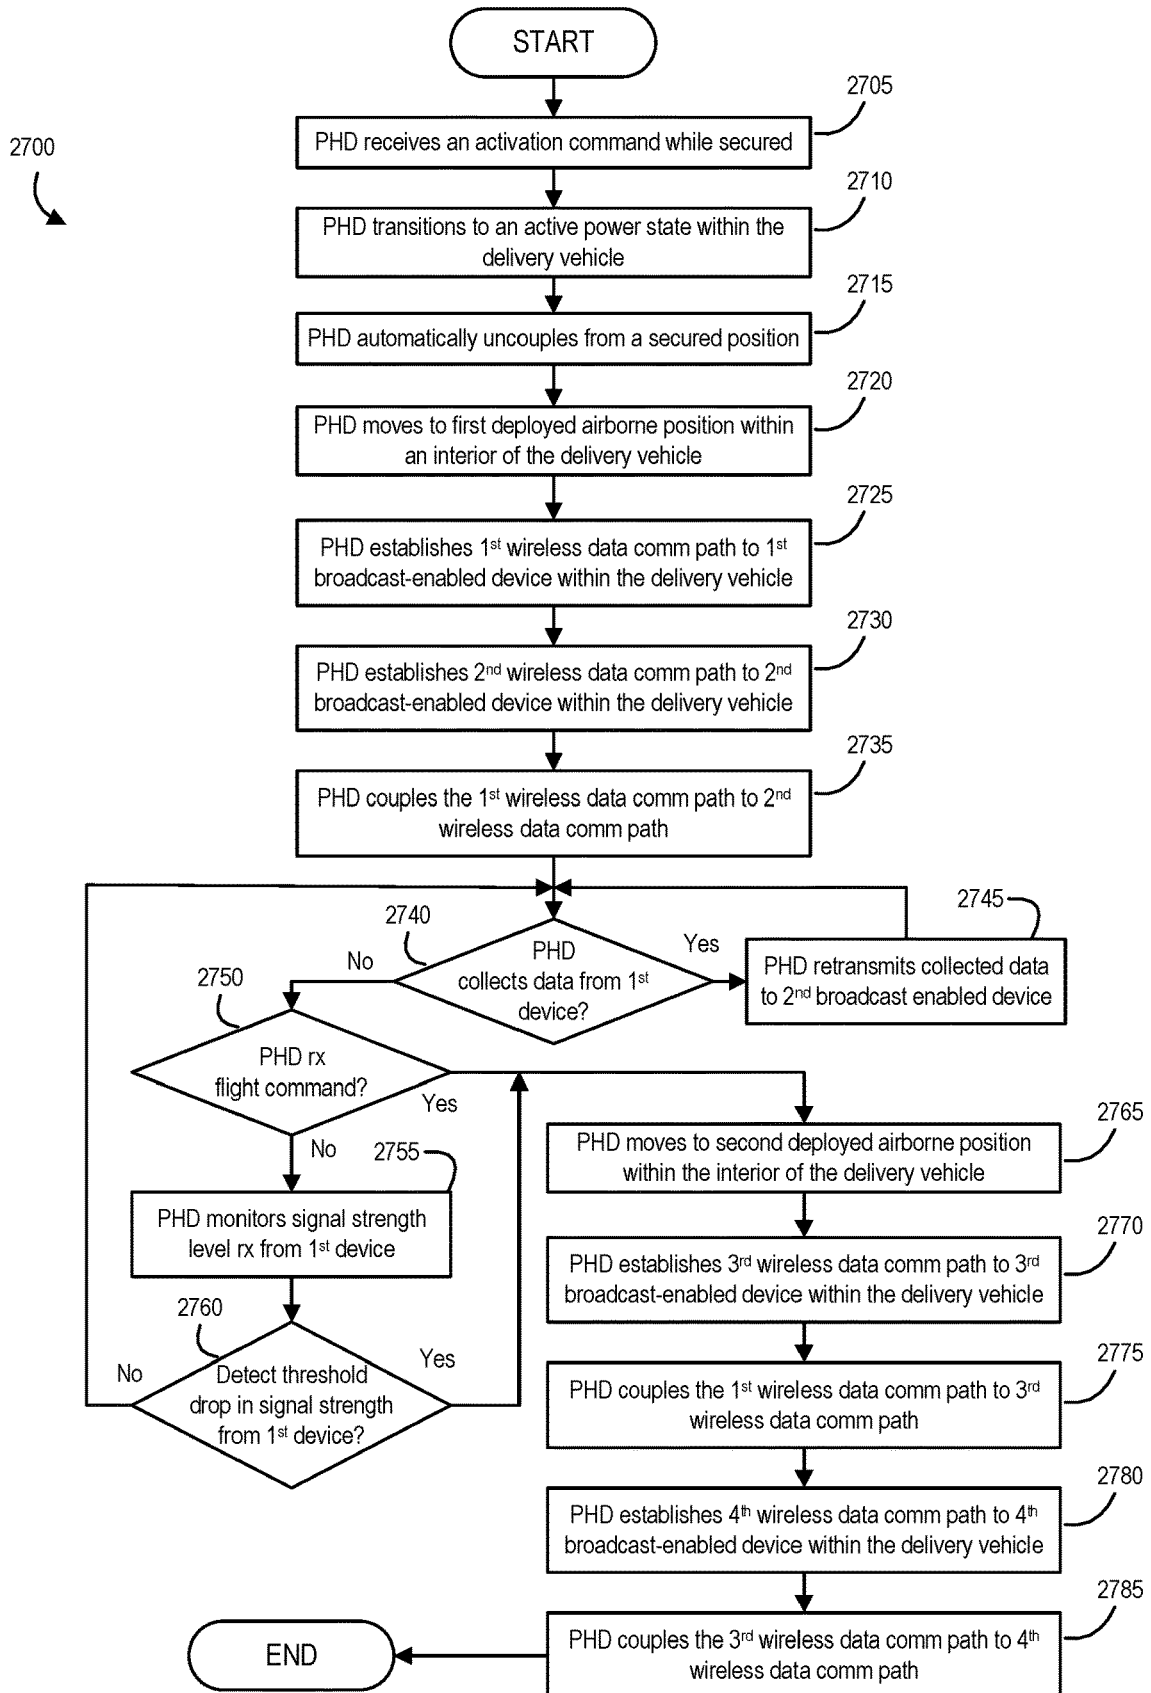 START
2705
PHD receives an activation command while secured
2700
2710
PHD transitions to an active power state within the
delivery vehicle
2715
PHD automatically uncouples from a secured position
2720
PHD moves to first deployed airborne position within
an interior of the delivery vehicle
2725
PHD establishes 1st wireless data comm path to 1st
broadcast-enabled device within the delivery vehicle
2730
PHD establishes 2nd wireless data comm path to 2nd
broadcast-enabled device within the delivery vehicle
2735
PHD couples the 1st wireless data comm path to 2nd
wireless data comm path
2740
PHD
collects data from 1st
device?
No
Yes
2745
PHD retransmits collected data
to 2nd broadcast enabled device
2750
PHD rx
flight command?
Yes
No
2755
PHD monitors signal strength
level rx from 1st device
2760
Detect threshold
drop in signal strength
from 1st device?
No
Yes
2765
PHD moves to second deployed airborne position
within the interior of the delivery vehicle
2770
PHD establishes 3rd wireless data comm path to 3rd
broadcast-enabled device within the delivery vehicle
2775
PHD couples the 1st wireless data comm path to 3rd
wireless data comm path
2780
PHD establishes 4th wireless data comm path to 4th
broadcast-enabled device within the delivery vehicle
2785
PHD couples the 3rd wireless data comm path to 4th
wireless data comm path
END